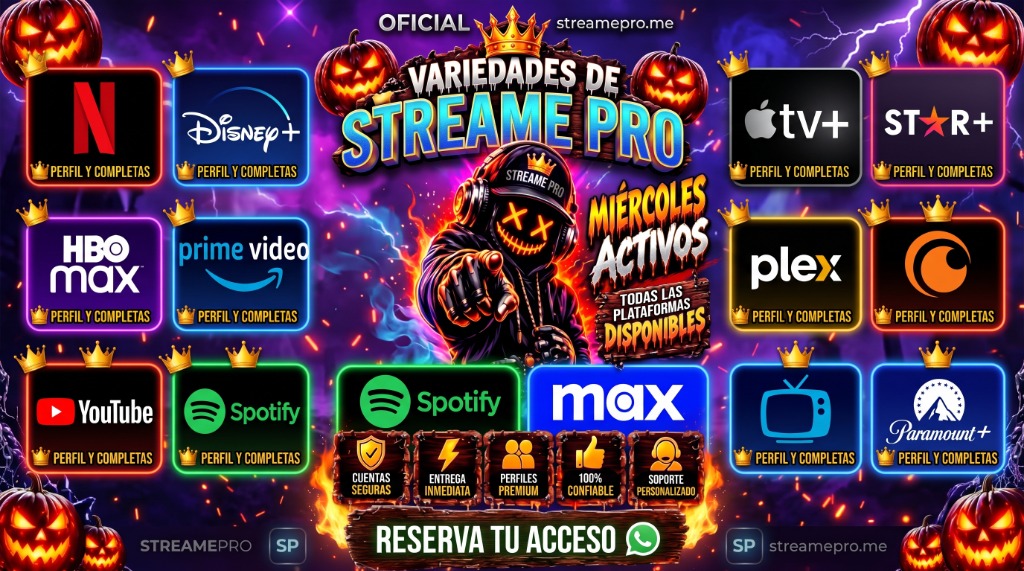 OFICIAL
streamepro.me
VARIEDADES DE
STREAME PRO
N
PERFIL Y COMPLETAS
Disney+
PERFIL Y COMPLETAS
HBO
max
PERFIL Y COMPLETAS
prime video
PERFIL Y COMPLETAS
YouTube
PERFIL Y COMPLETAS
Spotify
PERFIL Y COMPLETAS
STREAME PRO
MIÉRCOLES
ACTIVOS
TODAS LAS
PLATAFORMAS
DISPONIBLES
tv+
PERFIL Y COMPLETAS
STAR+
PERFIL Y COMPLETAS
plex
PERFIL Y COMPLETAS
PERFIL Y COMPLETAS
PERFIL Y COMPLETAS
Paramount+
PERFIL Y COMPLETAS
Spotify
max
CUENTAS
SEGURAS
ENTREGA
INMEDIATA
PERFILES
PREMIUM
100%
CONFIABLE
SOPORTE
PERSONALIZADO
RESERVA TU ACCESO
STREAMEPRO
SP
SP
streamepro.me